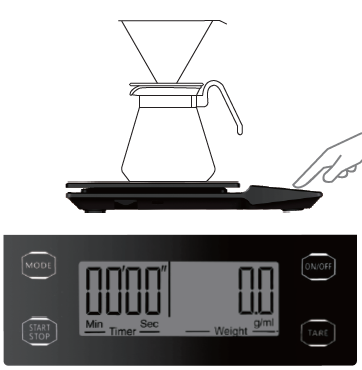 MODE
ON/OFF
00'00" 0.0
Min Sec g/ml
Timer Weight
START
STOP
TARE